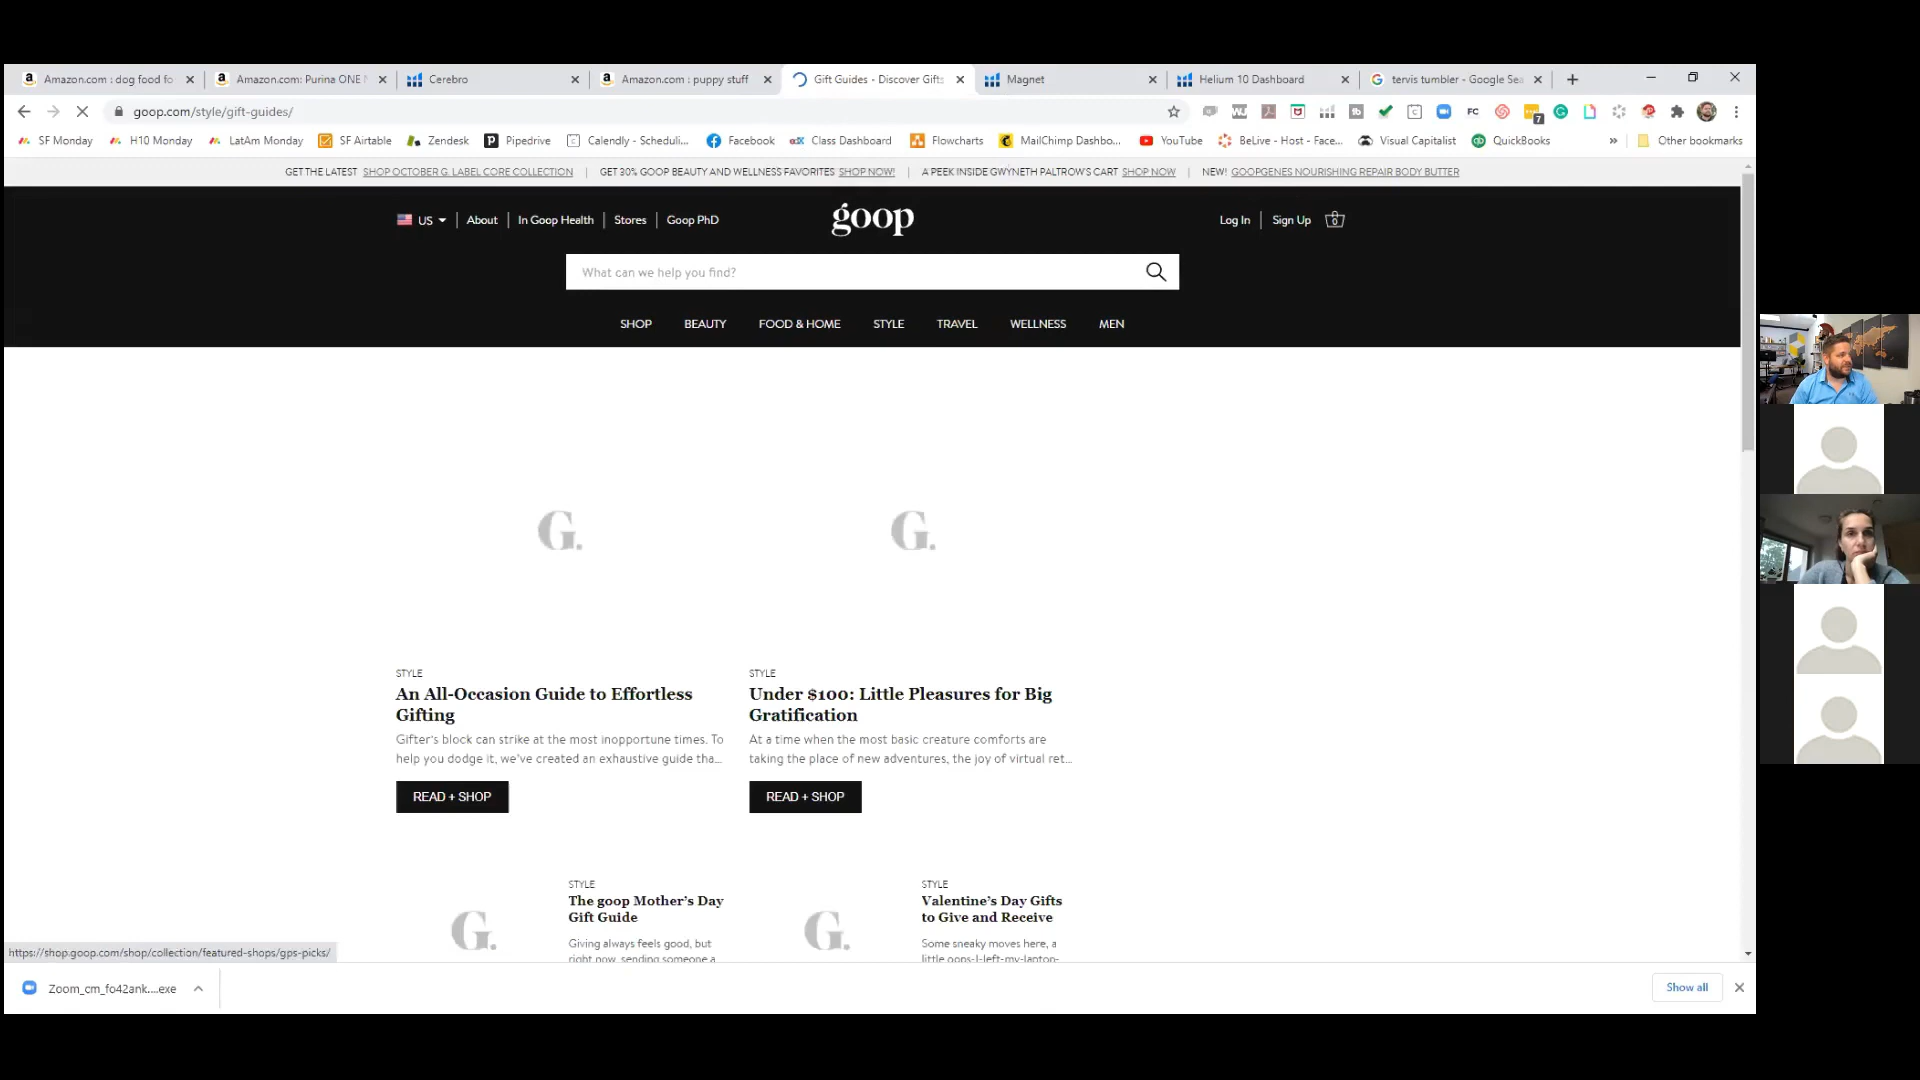 Amazon.com : dog food fo
Amazon.com: Purina ONE
Cerebro
Amazon.com : puppy stuff
Gift Guides - Discover Gifts
Magnet
Helium 10 Dashboard
tervis tumbler - Google Sea
goop.com/style/gift-guides/
FC
7
SF Monday
H10 Monday
LatAm Monday
SF Airtable
Zendesk
Pipedrive
Calendly - Scheduli...
Facebook
Class Dashboard
Flowcharts
MailChimp Dashbo...
YouTube
BeLive - Host - Face...
Visual Capitalist
QuickBooks
»
Other bookmarks
GET THE LATEST SHOP OCTOBER G. LABEL CORE COLLECTION | GET 30% GOOP BEAUTY AND WELLNESS FAVORITES SHOP NOW! | A PEEK INSIDE GWYNETH PALTROW'S CART SHOP NOW | NEW! GOOPGENES NOURISHING REPAIR BODY BUTTER
US | About | In Goop Health | Stores | Goop PhD
goop
Log In | Sign Up
0
What can we help you find?
SHOP BEAUTY FOOD & HOME STYLE TRAVEL WELLNESS MEN
G.
G.
STYLE
An All-Occasion Guide to Effortless
Gifting
Gifter's block can strike at the most inopportune times. To
help you dodge it, we've created an exhaustive guide tha...
READ + SHOP
STYLE
Under $100: Little Pleasures for Big
Gratification
At a time when the most basic creature comforts are
taking the place of new adventures, the joy of virtual ret...
READ + SHOP
G.
STYLE
The goop Mother's Day
Gift Guide
Giving always feels good, but
right now, sending someone a
G.
STYLE
Valentine's Day Gifts
to Give and Receive
Some sneaky moves here, a
little oops-I-left-my-laptop-
https://shop.goop.com/shop/collection/featured-shops/gps-picks/
Zoom_cm_fo42ank....exe
Show all